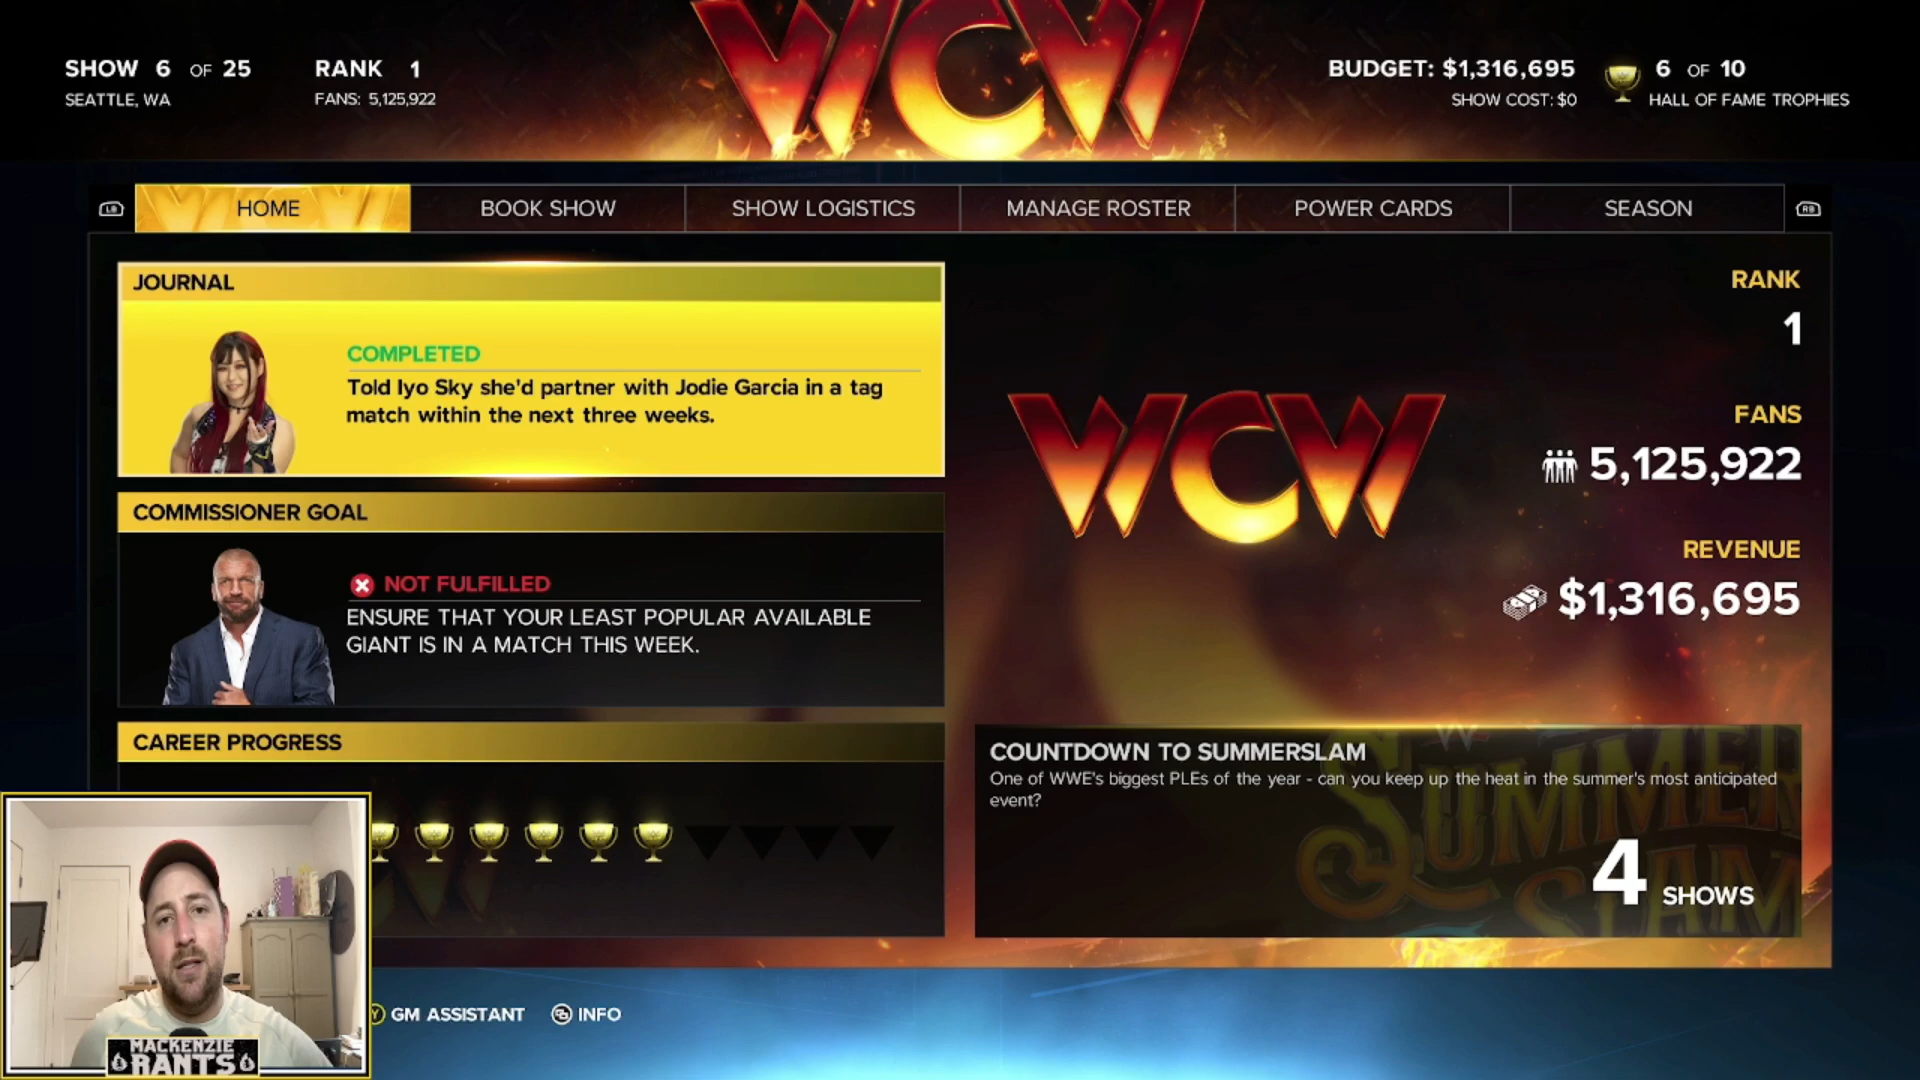 WCW
SHOW 6 OF 25
SEATTLE, WA
RANK 1
FANS: 5,125,922
BUDGET: $1,316,695
SHOW COST: $0
6 OF 10
HALL OF FAME TROPHIES
LB
HOME
BOOK SHOW
SHOW LOGISTICS
MANAGE ROSTER
POWER CARDS
SEASON
RB
JOURNAL
COMPLETED
Told Iyo Sky she'd partner with Jodie Garcia in a tag
match within the next three weeks.
COMMISSIONER GOAL
NOT FULFILLED
ENSURE THAT YOUR LEAST POPULAR AVAILABLE
GIANT IS IN A MATCH THIS WEEK.
CAREER PROGRESS
WCW
RANK
1
FANS
5,125,922
REVENUE
$1,316,695
COUNTDOWN TO SUMMERSLAM
One of WWE's biggest PLEs of the year - can you keep up the heat in the summer's most anticipated
event?
SUMMER
SLAM
4 SHOWS
Y GM ASSISTANT
INFO
MACKENZIE
RANTS